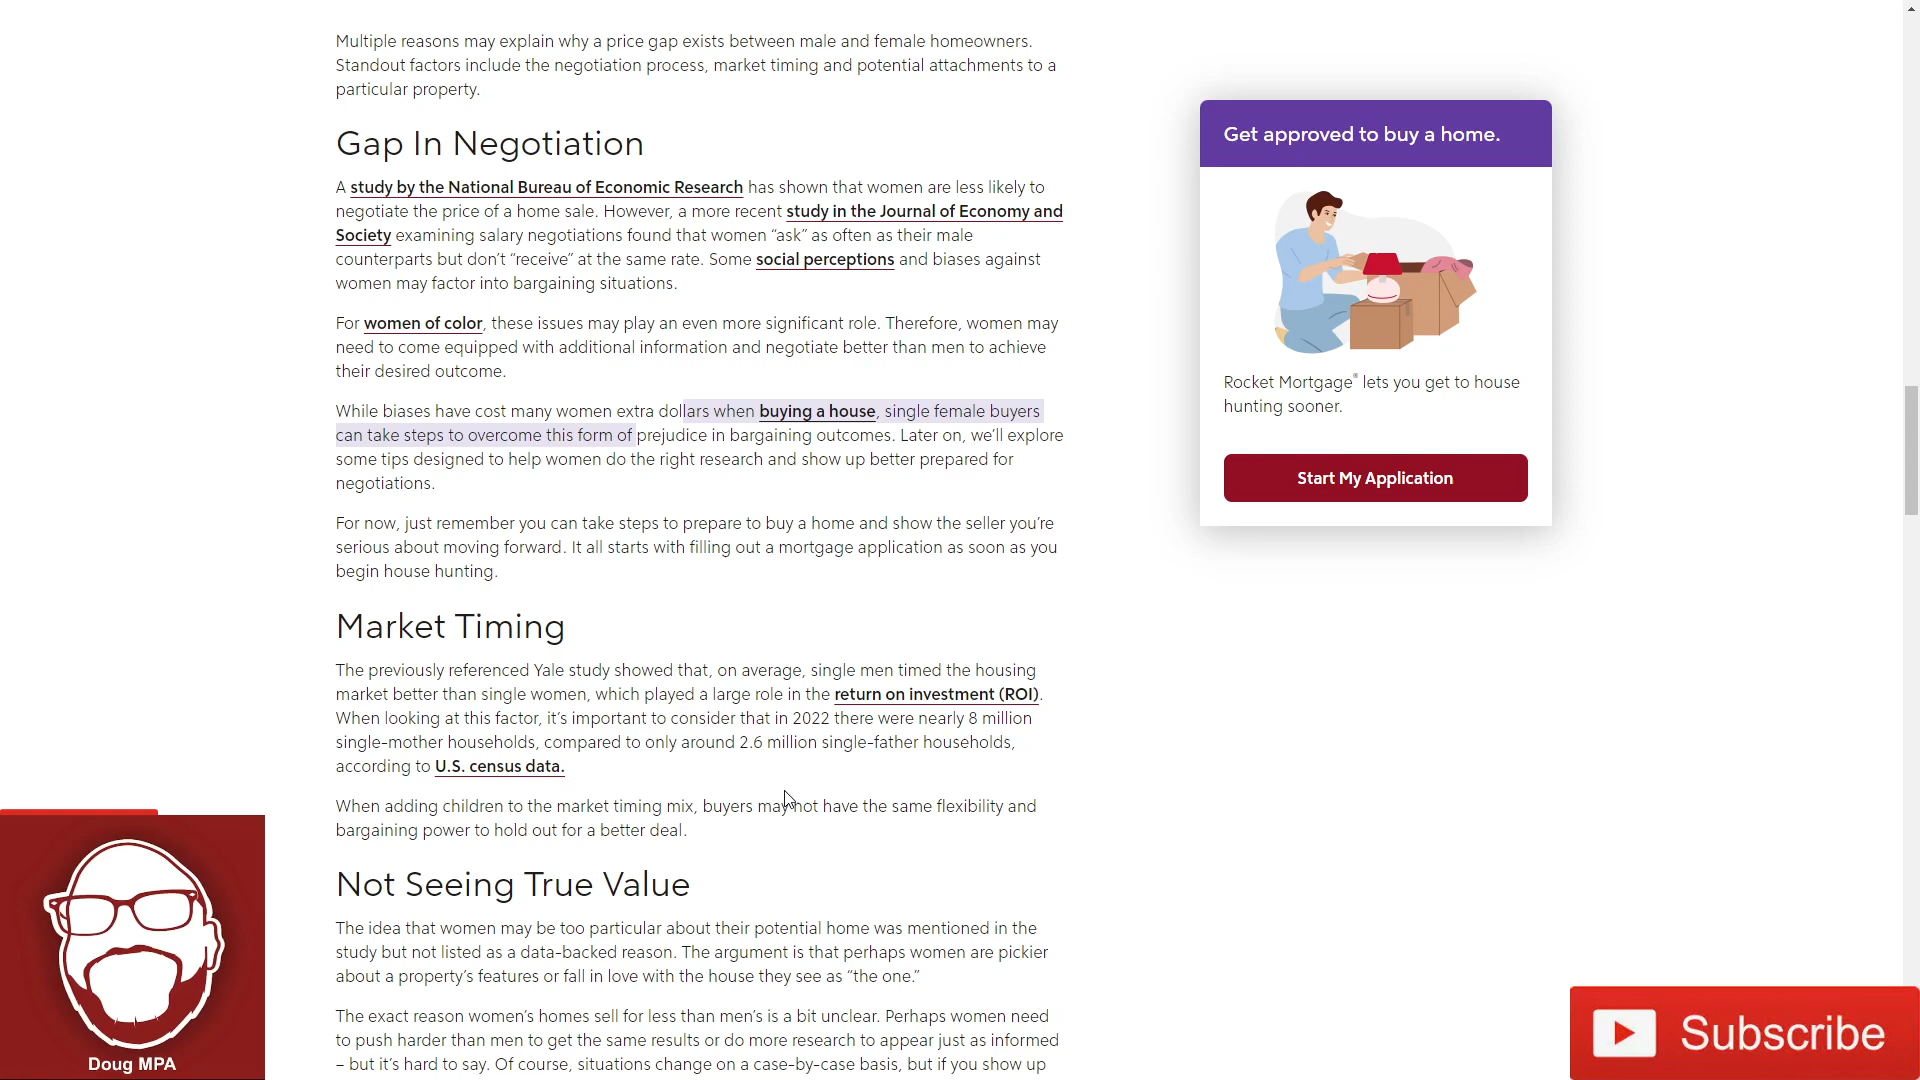 Multiple reasons may explain why a price gap exists between male and female homeowners.
Standout factors include the negotiation process, market timing and potential attachments to a
particular property.
Gap In Negotiation
A study by the National Bureau of Economic Research has shown that women are less likely to
negotiate the price of a home sale. However, a more recent study in the Journal of Economy and
Society examining salary negotiations found that women “ask” as often as their male
counterparts but don’t “receive” at the same rate. Some social perceptions and biases against
women may factor into bargaining situations.
For women of color, these issues may play an even more significant role. Therefore, women may
need to come equipped with additional information and negotiate better than men to achieve
their desired outcome.
While biases have cost many women extra dollars when buying a house, single female buyers
can take steps to overcome this form of prejudice in bargaining outcomes. Later on, we’ll explore
some tips designed to help women do the right research and show up better prepared for
negotiations.
For now, just remember you can take steps to prepare to buy a home and show the seller you’re
serious about moving forward. It all starts with filling out a mortgage application as soon as you
begin house hunting.
Market Timing
The previously referenced Yale study showed that, on average, single men timed the housing
market better than single women, which played a large role in the return on investment (ROI).
When looking at this factor, it’s important to consider that in 2022 there were nearly 8 million
single-mother households, compared to only around 2.6 million single-father households,
according to U.S. census data.
When adding children to the market timing mix, buyers may not have the same flexibility and
bargaining power to hold out for a better deal.
Not Seeing True Value
The idea that women may be too particular about their potential home was mentioned in the
study but not listed as a data-backed reason. The argument is that perhaps women are pickier
about a property’s features or fall in love with the house they see as “the one.”
The exact reason women’s homes sell for less than men’s is a bit unclear. Perhaps women need
to push harder than men to get the same results or do more research to appear just as informed
– but it’s hard to say. Of course, situations change on a case-by-case basis, but if you show up
Get approved to buy a home.
Rocket Mortgage® lets you get to house
hunting sooner.
Start My Application
Doug MPA
Subscribe